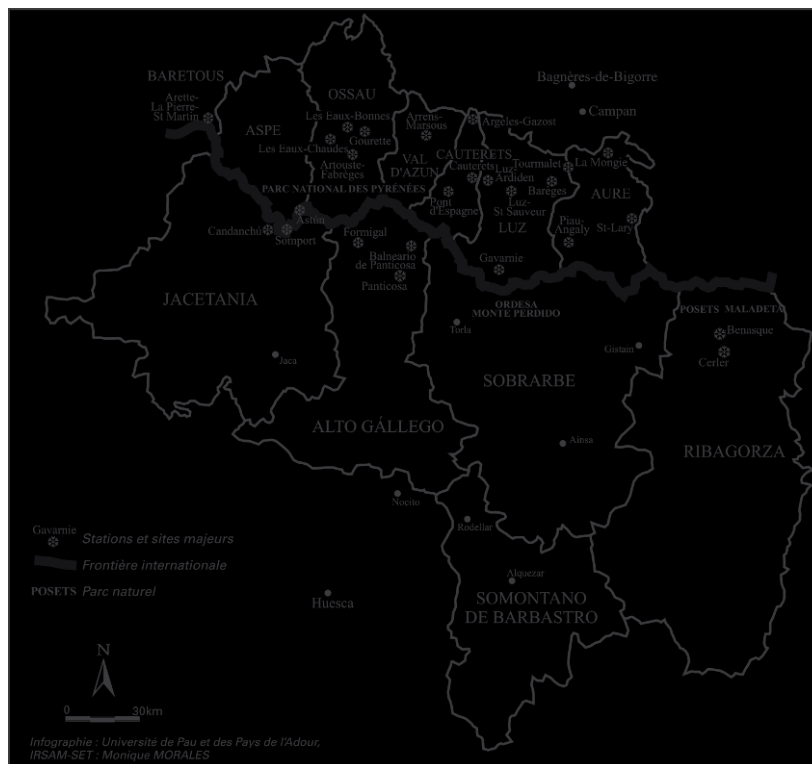 BARETOUS
Arette-
La Pierre-
St Martin
ASPE
OSSAU
Les Eaux-Bonnes
Gourette
Les Eaux-Chaudes
Artouste-
Fabrèges
PARC NATIONAL DES PYRÉNÉES
Arrens-
Marsous
VAL
D'AZUN
Argelès-Gazost
Bagnères-de-Bigorre
Campan
CAUTERETS
Cauterets
Pont
d'Espagne
Luz
Ardiden
Tourmalet
La Mongie
Barèges
Luz-
St Sauveur
LUZ
AURE
Piau-
Angaly
St-Lary
Gavarnie
Astún
Candanchú
Somport
Formigal
Balneario
de Panticosa
Panticosa
JACETANIA
Jaca
ALTO GÁLLEGO
ORDESA
MONTE PERDIDO
Torla
Gistain
SOBRARBE
Ainsa
POSETS MALADETA
Benasque
Cerler
RIBAGORZA
Nocito
Rodellar
Alquezar
SOMONTANO
DE BARBASTRO
Huesca
Gavarnie
Stations et sites majeurs
Frontière internationale
POSETS Parc naturel
N
0 30km
Infographie : Université de Pau et des Pays de l'Adour,
IRSAM-SET : Monique MORALES